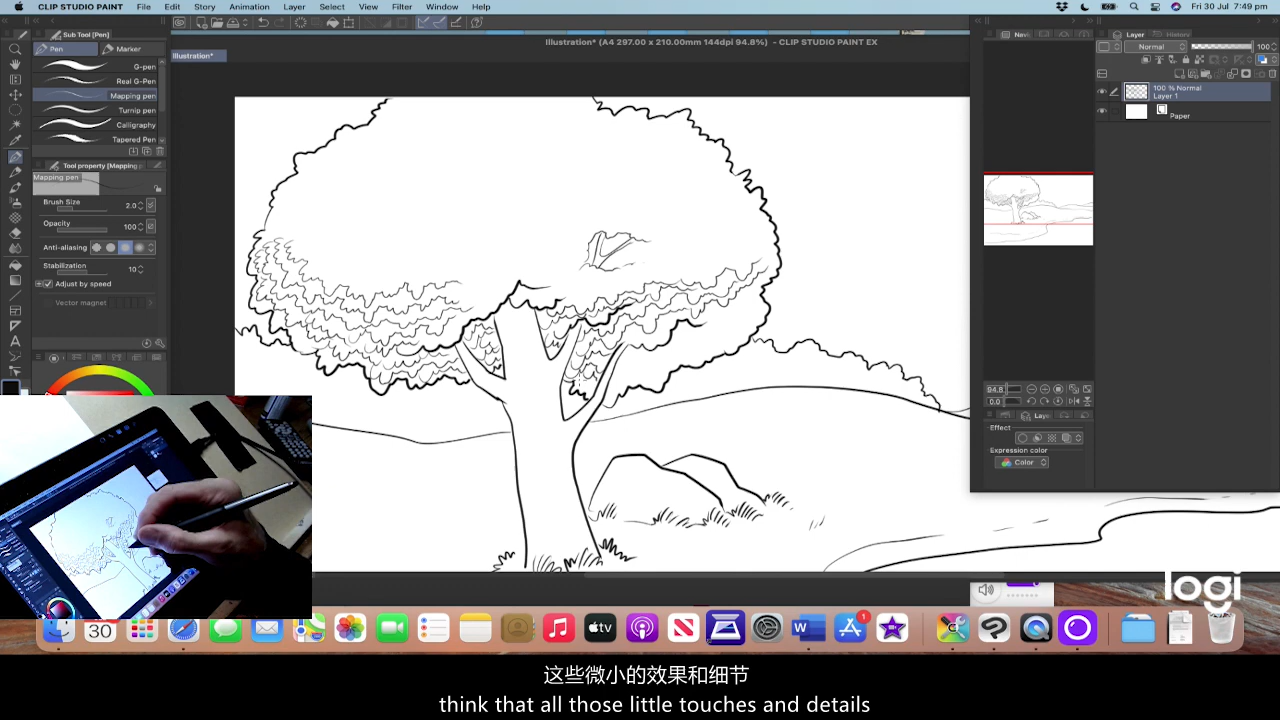 CLIP STUDIO PAINT File Edit Story Animation Layer Select View Filter Window Help
Fri 30 Jul 7:49 pm
Illustration* (A4 297.00 x 210.00mm 144dpi 94.8%) - CLIP STUDIO PAINT EX
Illustration*
Sub Tool [Pen]
Pen Marker
G-pen
Real G-Pen
Mapping pen
Turnip pen
Calligraphy
Tapered Pen
Tool property [Mapping p
Mapping pen
Brush Size 2.0
Opacity 100
Anti-aliasing
Stabilization 10
Adjust by speed
Vector magnet
Nav
Layer History
Normal 100
100 % Normal
Layer 1
Paper
94.8
0.0
Laye
Effect
Expression color
Color
logi
30
tv
W
1
这些微小的效果和细节
think that all those little touches and details